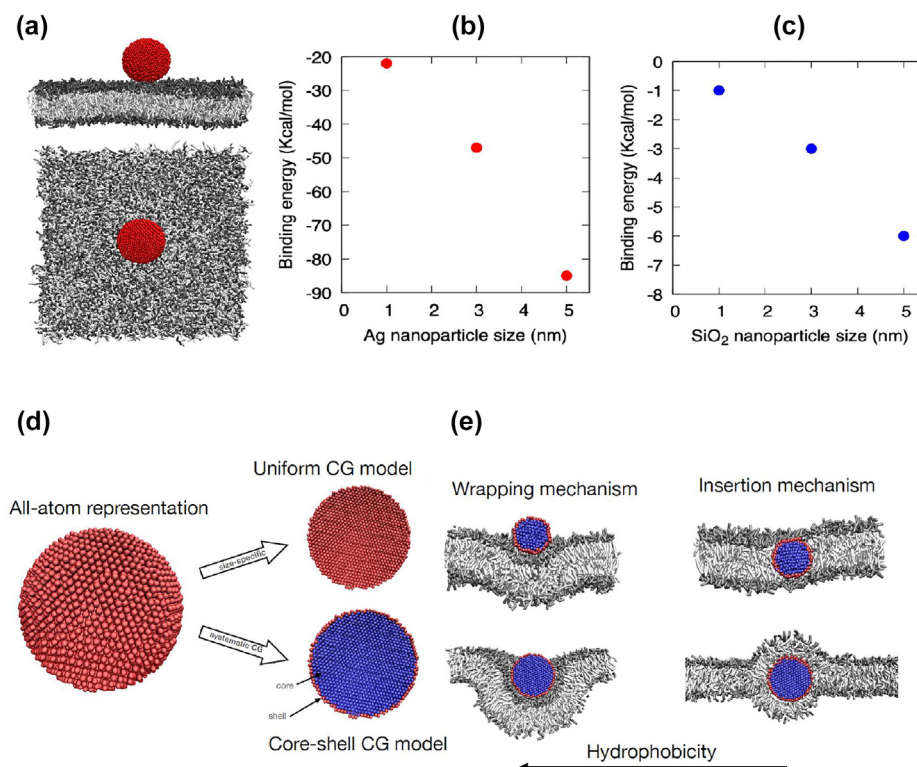 (a)
(b)
(c)
-20
-30
-40
-50
-60
-70
-80
-90
Binding energy (Kcal/mol)
0 1 2 3 4 5
Ag nanoparticle size (nm)
0
-1
-2
-3
-4
-5
-6
-7
-8
Binding energy (Kcal/mol)
0 1 2 3 4 5
SiO2 nanoparticle size (nm)
(d)
All-atom representation
size-specific
systematic CG
Uniform CG model
core
shell
Core-shell CG model
(e)
Wrapping mechanism
Insertion mechanism
Hydrophobicity